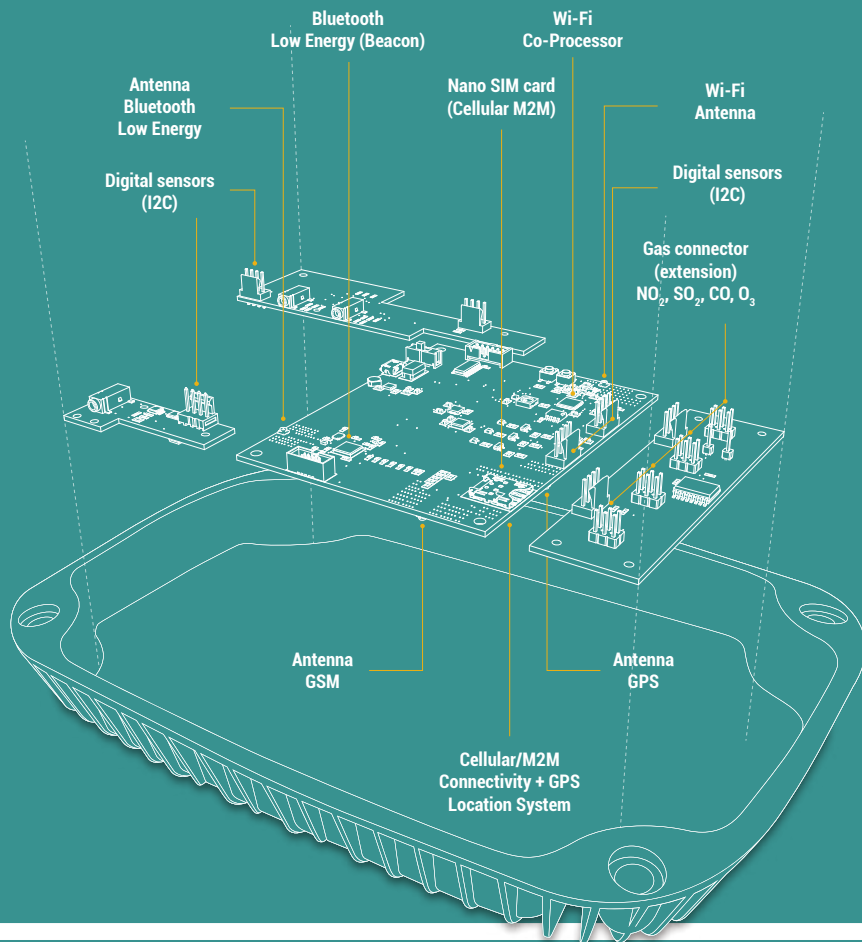 Bluetooth
Low Energy (Beacon)
Wi-Fi
Co-Processor
Antenna
Bluetooth
Low Energy
Nano SIM card
(Cellular M2M)
Wi-Fi
Antenna
Digital sensors
(I2C)
Digital sensors
(I2C)
Gas connector
(extension)
NO₂, SO₂, CO, O₃
Antenna
GSM
Antenna
GPS
Cellular/M2M
Connectivity + GPS
Location System